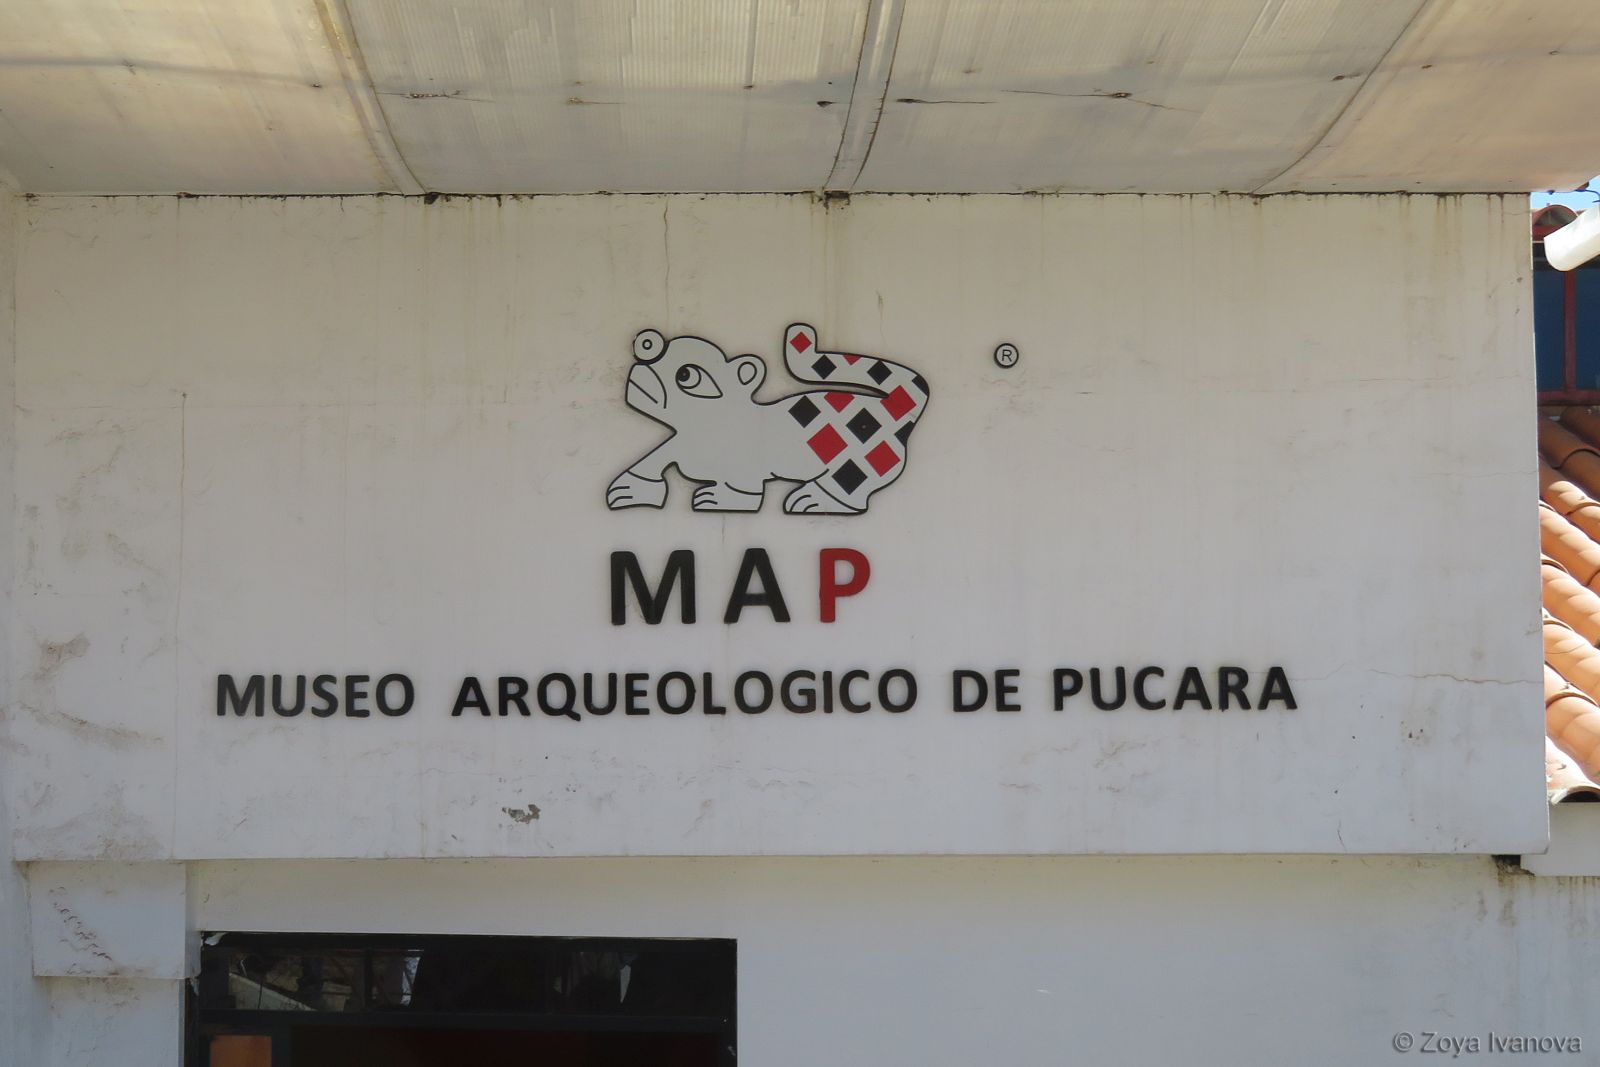 ®
MAP
MUSEO ARQUEOLOGICO DE PUCARA
© Zoya Ivanova